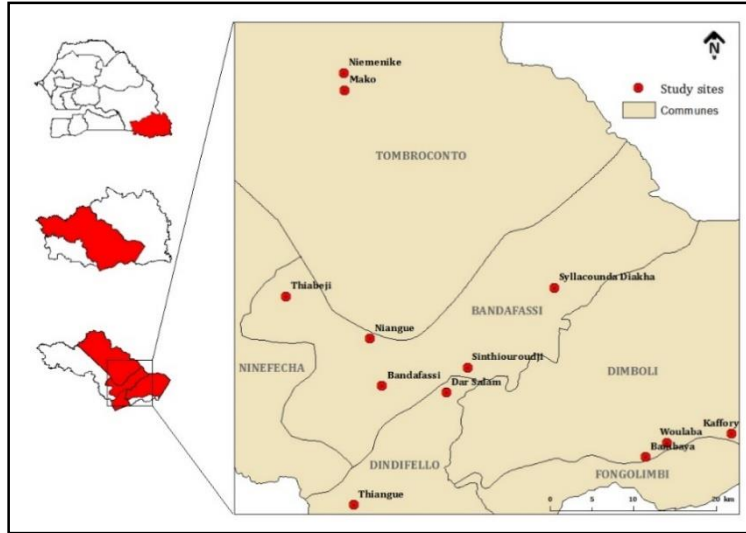 N
Niemenike
Mako
Study sites
Communes
TOMBROCONTO
Syllacounda Diakha
Thiabeji
BANDAFASSI
Niangue
NINEFECHA
Sinthiouroudji
DIMBOLI
Bandafassi
Dar Salam
Kaffory
Woulaba
Bambaya
DINDIFELLO
FONGOLIMBI
Thiangue
0 5 10 20 km